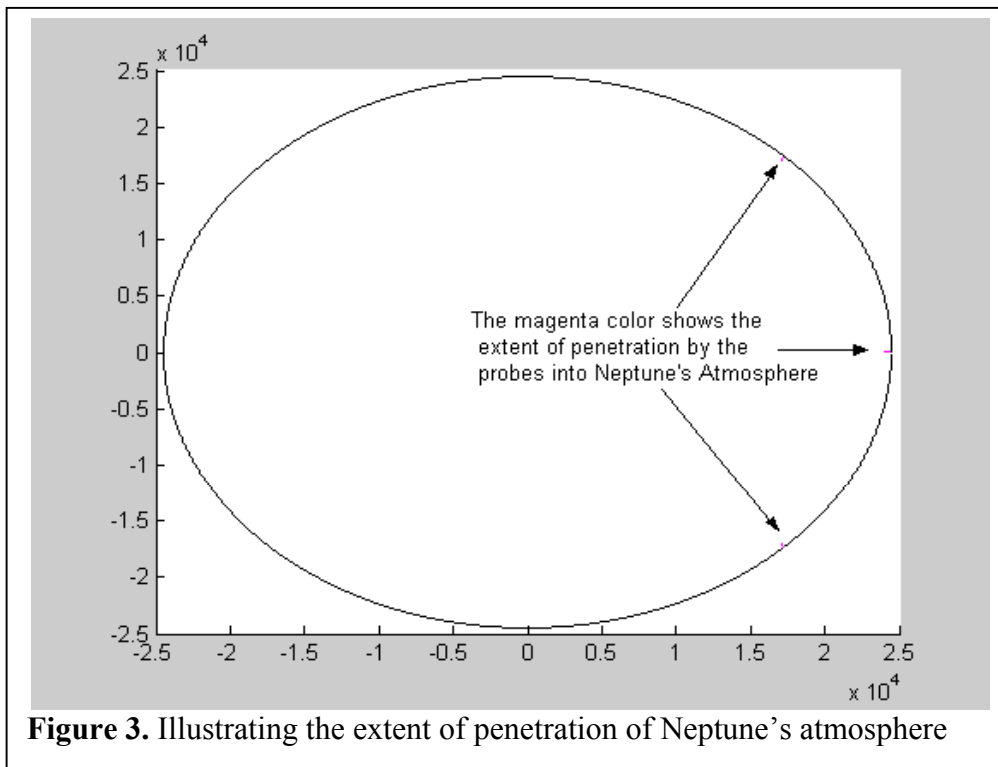 x 10^4
2.5
2
1.5
1
0.5
0
-0.5
-1
-1.5
-2
-2.5
The magenta color shows the
extent of penetration by the
probes into Neptune's Atmosphere
-2.5 -2 -1.5 -1 -0.5 0 0.5 1 1.5 2 2.5
x 10^4
Figure 3. Illustrating the extent of penetration of Neptune’s atmosphere